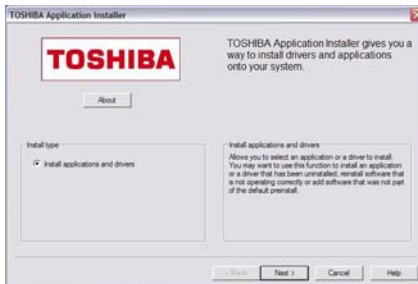 TOSHIBA Application Installer
TOSHIBA
TOSHIBA Application Installer gives you a
way to install drivers and applications
onto your system.
About
Install type
Install applications and drivers
Install applications and drivers
Allows you to select an application or a driver to install.
You may want to use this function to install an application
or a driver that has been uninstalled, reinstall software that
is not operating correctly or add software that was not part
of the default preinstall.
< Back
Next >
Cancel
Help